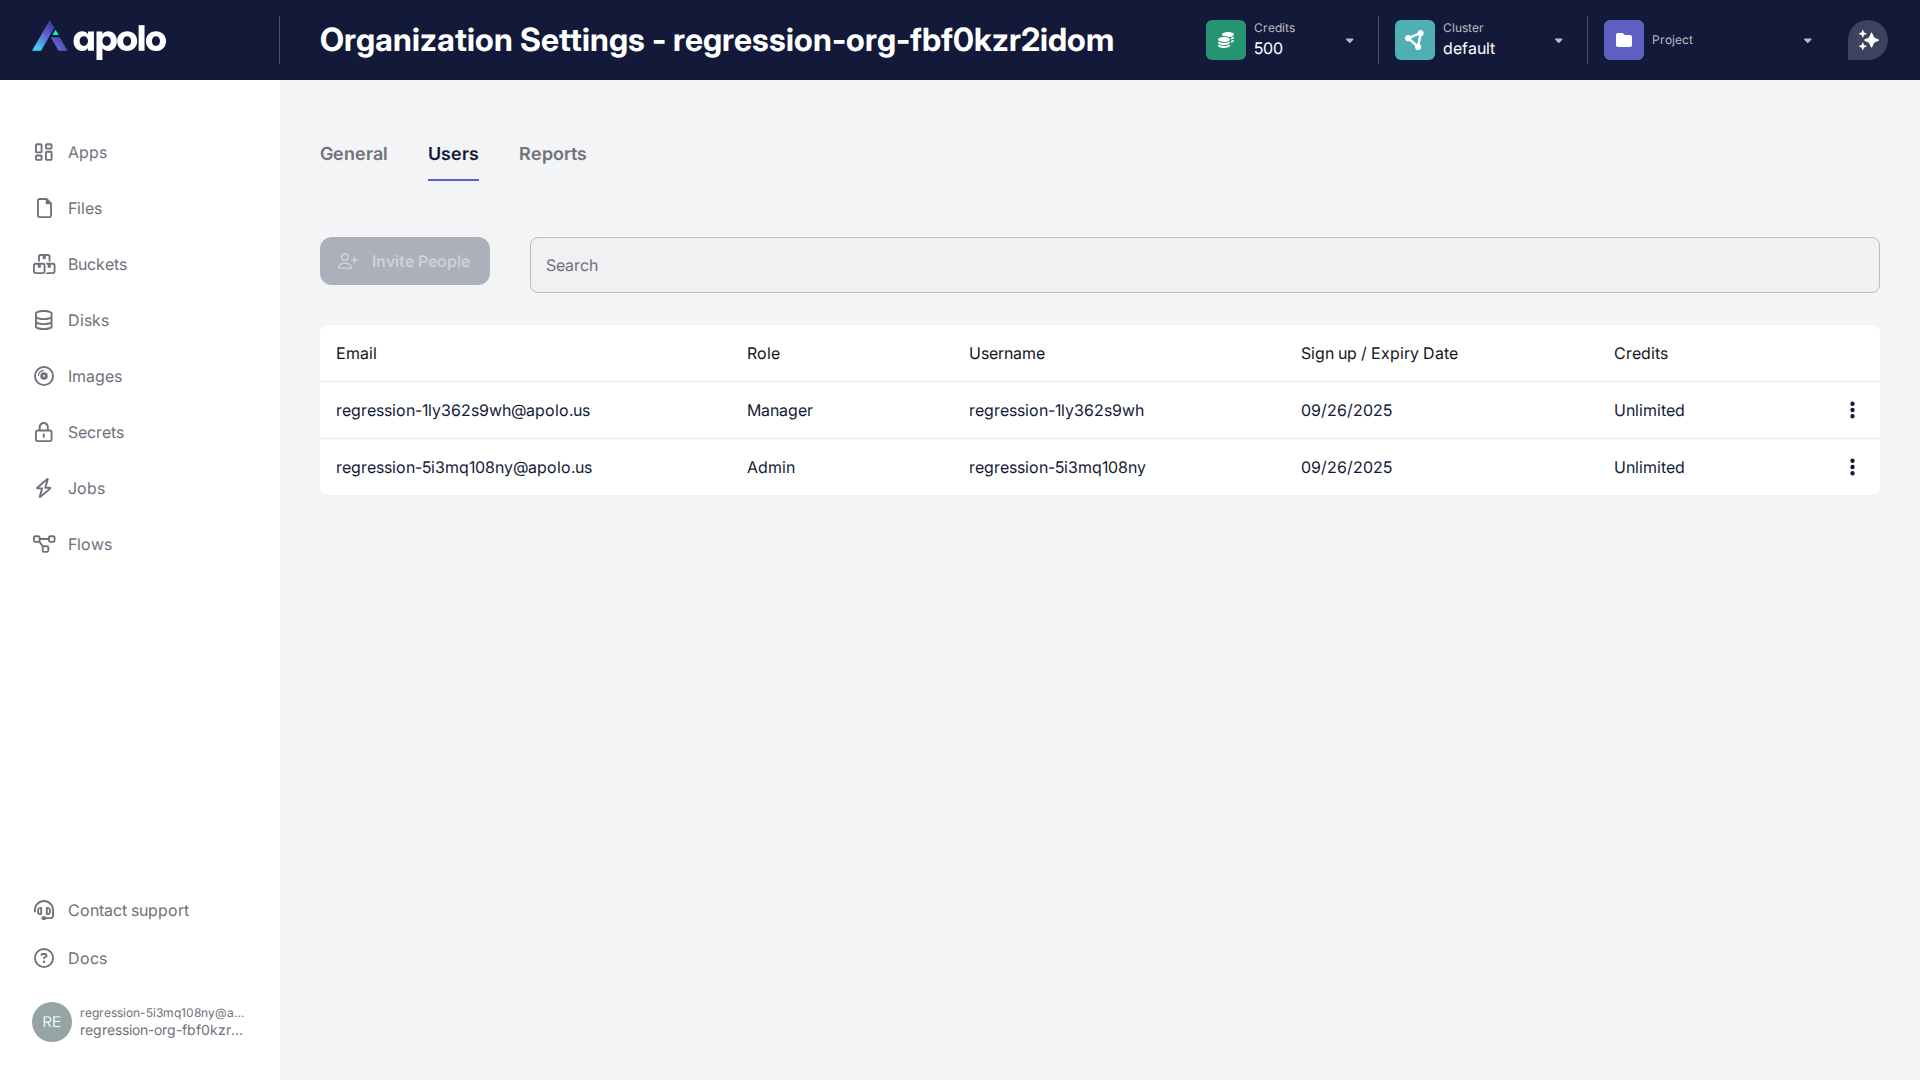 apolo
Organization Settings - regression-org-fbf0kzr2idom
Credits
500
Cluster
default
Project
Apps
Files
Buckets
Disks
Images
Secrets
Jobs
Flows
Contact support
Docs
RE
regression-5i3mq108ny@a...
regression-org-fbf0kzr...
General Users Reports
Invite People
Search
Email Role Username Sign up / Expiry Date Credits
regression-1ly362s9wh@apolo.us Manager regression-1ly362s9wh 09/26/2025 Unlimited
regression-5i3mq108ny@apolo.us Admin regression-5i3mq108ny 09/26/2025 Unlimited